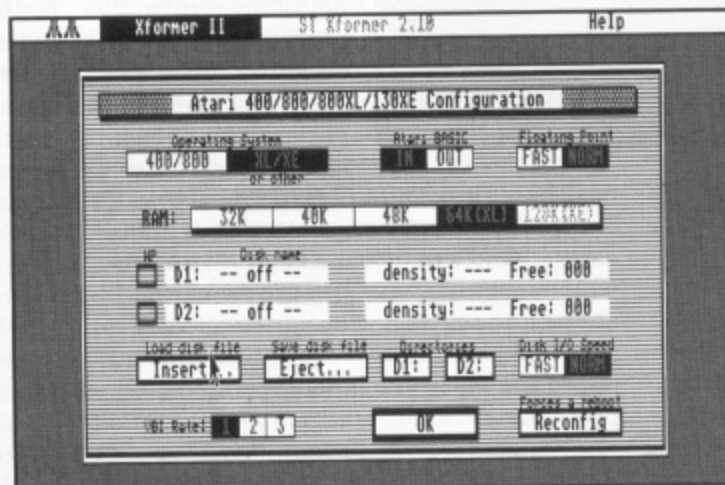 Xformer II ST Xformer 2.10 Help
Atari 400/800/800XL/130XE Configuration
Operating System Atari BASIC Floating Point
400/800 XL/XE IN OUT FAST NORM
or other
RAM: 32K 40K 48K 64K(XL) 128K(XE)
WP Disk name
D1: -- off -- density: --- Free: 000
D2: -- off -- density: --- Free: 000
Load disk file Save disk file Directories Disk I/O Speed
Insert... Eject... D1: D2: FAST NORM
Forces a reboot
VBI Rate: 1 2 3 OK Reconfig